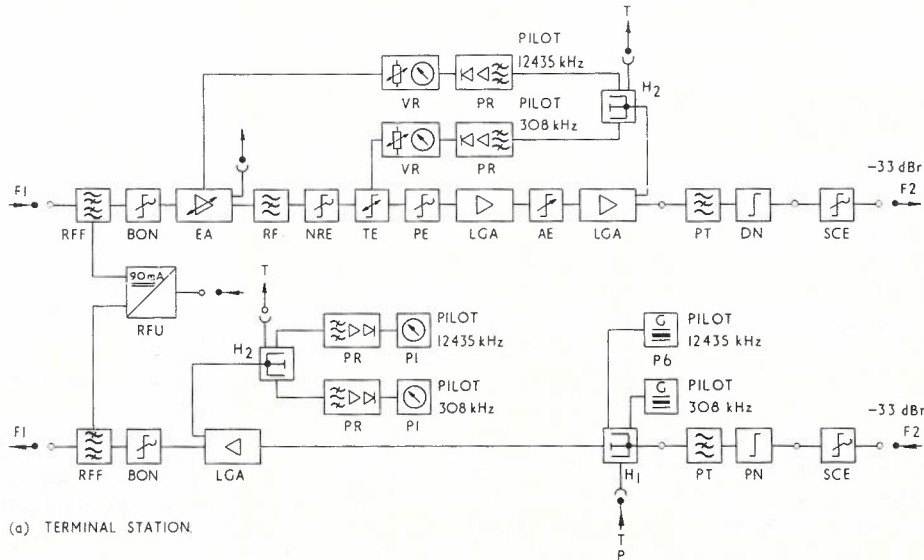 T
PILOT
12435 kHz
H2
VR PR PILOT
308 kHz
VR PR
-33 dBr
F1 F2
RFF BON EA RF NRE TE PE LGA AE LGA PT DN SCE
90mA
RFU
T
PILOT
12435 kHz
H2
PR PI
PILOT
308 kHz
PR PI
G PILOT
12435 kHz
P6
G PILOT
308 kHz
-33 dBr
F1 F2
RFF BON LGA H1 PT PN SCE
T
P
(a) TERMINAL STATION.